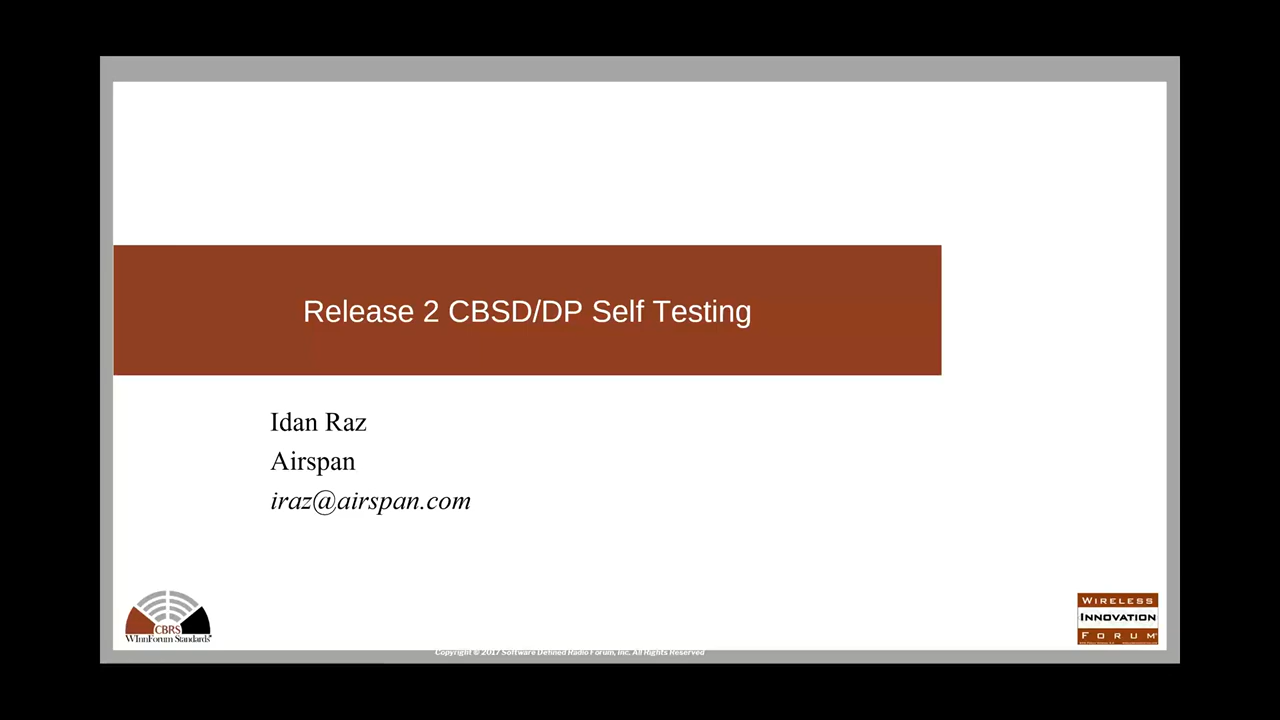 Release 2 CBSD/DP Self Testing
Idan Raz
Airspan
iraz@airspan.com
CBRS
WInnForum Standards
WIRELESS
INNOVATION
FORUM
Copyright © 2017 Software Defined Radio Forum, Inc. All Rights Reserved